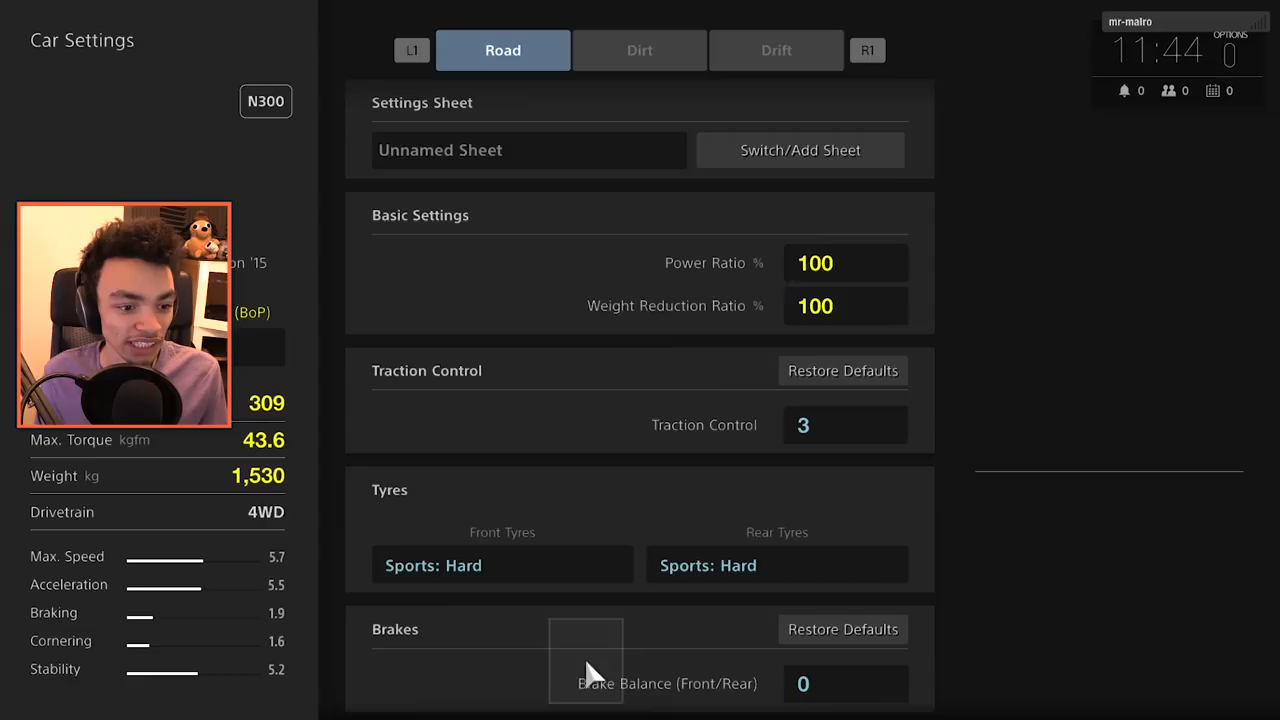 Car Settings
N300
on '15
(BoP)
309
Max. Torque kgfm 43.6
Weight kg 1,530
Drivetrain 4WD
Max. Speed 5.7
Acceleration 5.5
Braking 1.9
Cornering 1.6
Stability 5.2
L1 Road Dirt Drift R1
Settings Sheet
Unnamed Sheet Switch/Add Sheet
Basic Settings
Power Ratio % 100
Weight Reduction Ratio % 100
Traction Control Restore Defaults
Traction Control 3
Tyres
Front Tyres Rear Tyres
Sports: Hard Sports: Hard
Brakes Restore Defaults
Brake Balance (Front/Rear) 0
mr-malro
OPTIONS
11:44
0 0 0